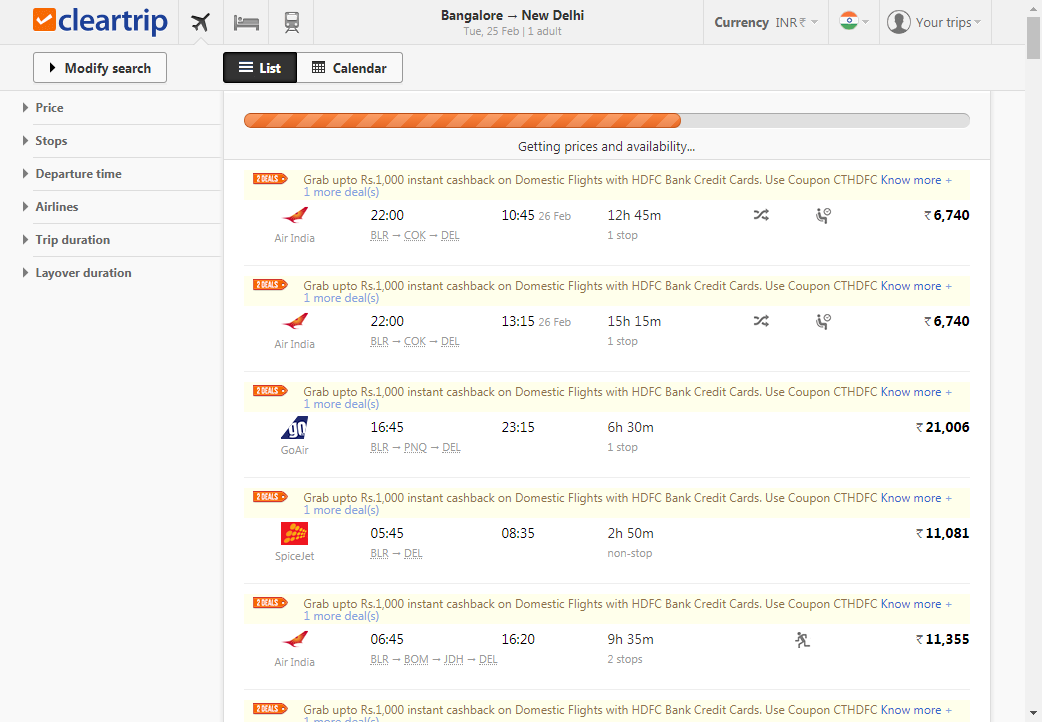 cleartrip
Bangalore → New Delhi
Tue, 25 Feb | 1 adult
Currency INR ₹
Your trips
Modify search
List
Calendar
Price
Stops
Departure time
Airlines
Trip duration
Layover duration
Getting prices and availability...
2 DEALS Grab upto Rs.1,000 instant cashback on Domestic Flights with HDFC Bank Credit Cards. Use Coupon CTHDFC Know more +
1 more deal(s)
22:00 10:45 26 Feb 12h 45m ₹ 6,740
Air India BLR → COK → DEL 1 stop
2 DEALS Grab upto Rs.1,000 instant cashback on Domestic Flights with HDFC Bank Credit Cards. Use Coupon CTHDFC Know more +
1 more deal(s)
22:00 13:15 26 Feb 15h 15m ₹ 6,740
Air India BLR → COK → DEL 1 stop
2 DEALS Grab upto Rs.1,000 instant cashback on Domestic Flights with HDFC Bank Credit Cards. Use Coupon CTHDFC Know more +
1 more deal(s)
go 16:45 23:15 6h 30m ₹ 21,006
GoAir BLR → PNQ → DEL 1 stop
2 DEALS Grab upto Rs.1,000 instant cashback on Domestic Flights with HDFC Bank Credit Cards. Use Coupon CTHDFC Know more +
1 more deal(s)
05:45 08:35 2h 50m ₹ 11,081
SpiceJet BLR → DEL non-stop
2 DEALS Grab upto Rs.1,000 instant cashback on Domestic Flights with HDFC Bank Credit Cards. Use Coupon CTHDFC Know more +
1 more deal(s)
06:45 16:20 9h 35m ₹ 11,355
Air India BLR → BOM → JDH → DEL 2 stops
2 DEALS Grab upto Rs.1,000 instant cashback on Domestic Flights with HDFC Bank Credit Cards. Use Coupon CTHDFC Know more +
1 more deal(s)